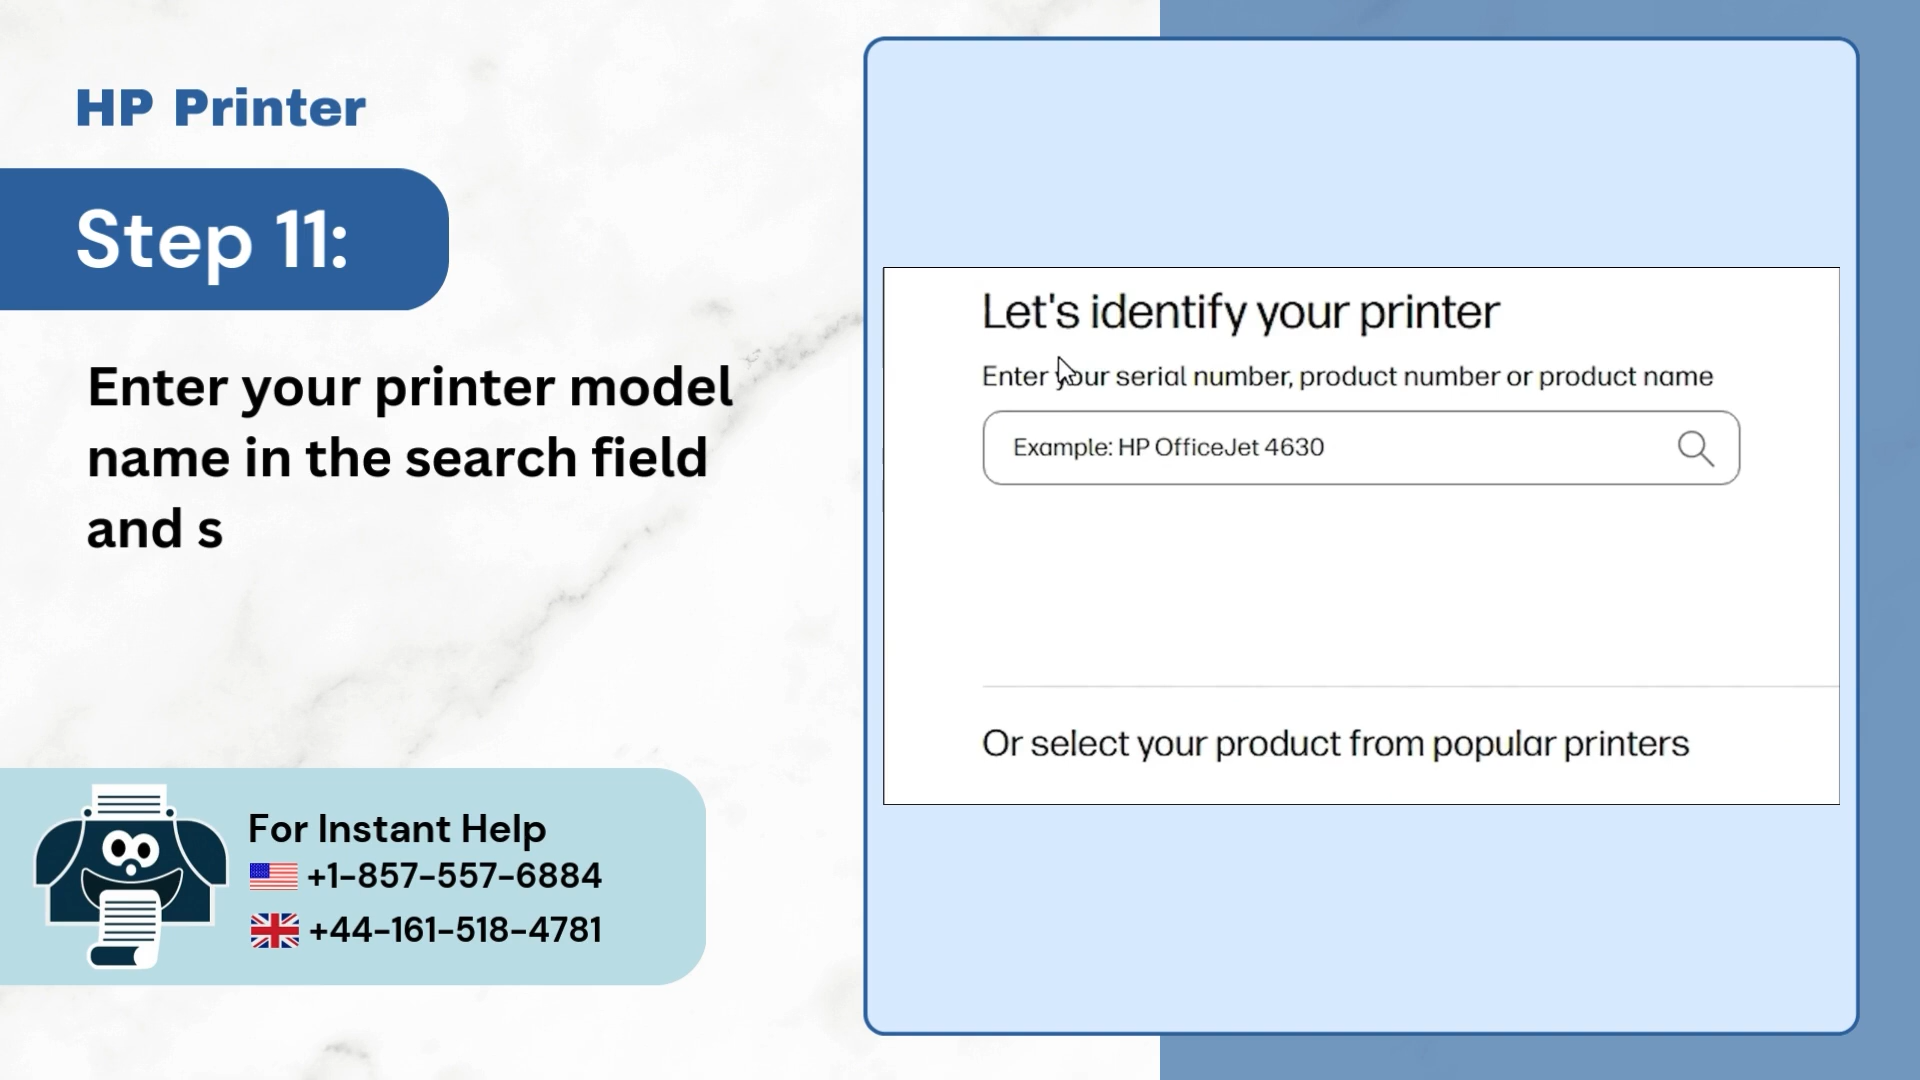 HP Printer
Step 11:
Enter your printer model
name in the search field
and s
For Instant Help
+1-857-557-6884
+44-161-518-4781
Let's identify your printer
Enter your serial number, product number or product name
Example: HP OfficeJet 4630
Or select your product from popular printers